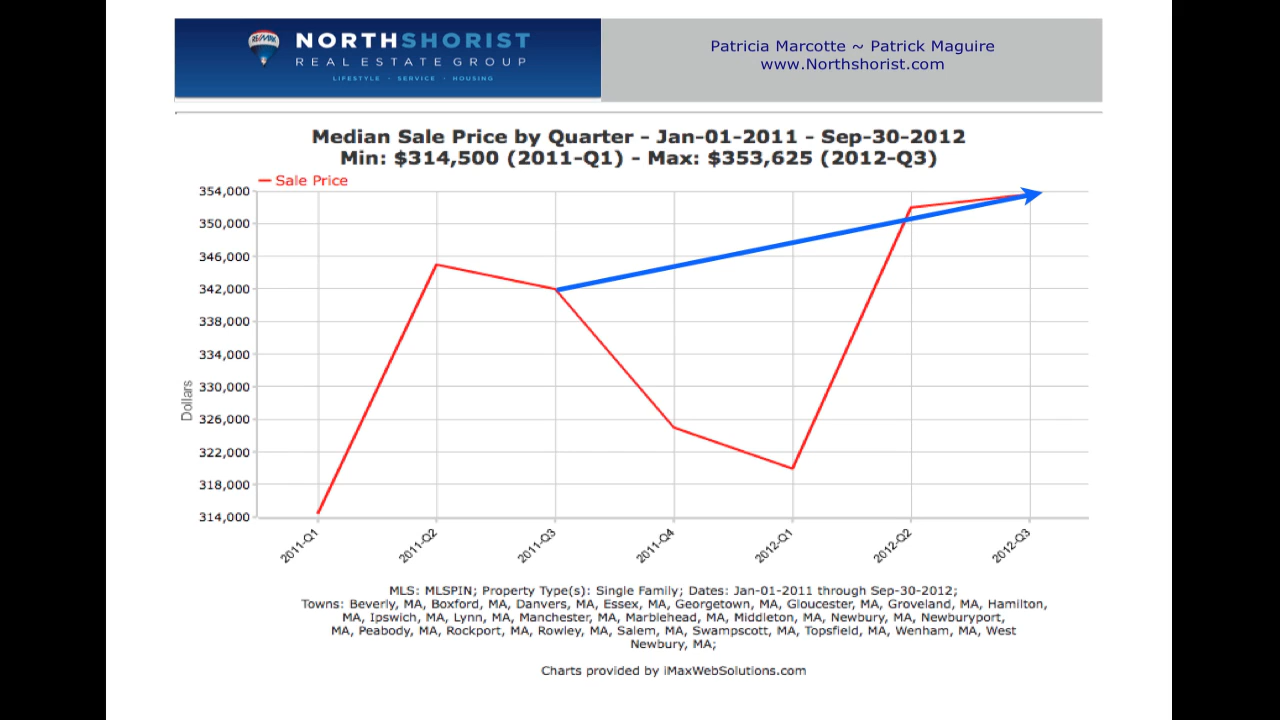 RE/MAX
NORTHSHORIST
REAL ESTATE GROUP
LIFESTYLE - SERVICE - HOUSING
Patricia Marcotte ~ Patrick Maguire
www.Northshorist.com
Median Sale Price by Quarter - Jan-01-2011 - Sep-30-2012
Min: $314,500 (2011-Q1) - Max: $353,625 (2012-Q3)
Sale Price
354,000
350,000
346,000
342,000
338,000
334,000
330,000
326,000
322,000
318,000
314,000
Dollars
2011-Q1
2011-Q2
2011-Q3
2011-Q4
2012-Q1
2012-Q2
2012-Q3
MLS: MLSPIN; Property Type(s): Single Family; Dates: Jan-01-2011 through Sep-30-2012;
Towns: Beverly, MA, Boxford, MA, Danvers, MA, Essex, MA, Georgetown, MA, Gloucester, MA, Groveland, MA, Hamilton,
MA, Ipswich, MA, Lynn, MA, Manchester, MA, Marblehead, MA, Middleton, MA, Newbury, MA, Newburyport,
MA, Peabody, MA, Rockport, MA, Rowley, MA, Salem, MA, Swampscott, MA, Topsfield, MA, Wenham, MA, West
Newbury, MA;
Charts provided by iMaxWebSolutions.com